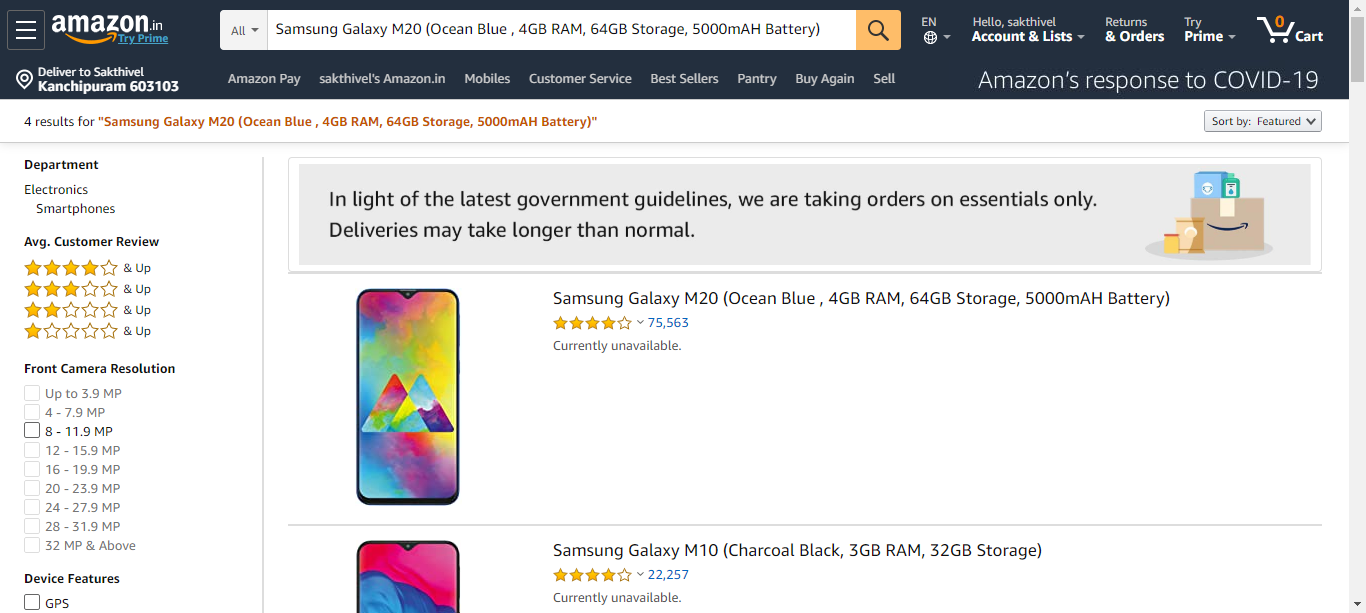 amazon.in
Try Prime
All
Samsung Galaxy M20 (Ocean Blue , 4GB RAM, 64GB Storage, 5000mAH Battery)
EN
Hello, sakthivel
Account & Lists
Returns
& Orders
Try
Prime
0
Cart
Deliver to Sakthivel
Kanchipuram 603103
Amazon Pay
sakthivel's Amazon.in
Mobiles
Customer Service
Best Sellers
Pantry
Buy Again
Sell
Amazon's response to COVID-19
4 results for "Samsung Galaxy M20 (Ocean Blue , 4GB RAM, 64GB Storage, 5000mAH Battery)"
Sort by: Featured
Department
Electronics
Smartphones
Avg. Customer Review
& Up
& Up
& Up
& Up
Front Camera Resolution
Up to 3.9 MP
4 - 7.9 MP
8 - 11.9 MP
12 - 15.9 MP
16 - 19.9 MP
20 - 23.9 MP
24 - 27.9 MP
28 - 31.9 MP
32 MP & Above
Device Features
GPS
In light of the latest government guidelines, we are taking orders on essentials only.
Deliveries may take longer than normal.
Samsung Galaxy M20 (Ocean Blue , 4GB RAM, 64GB Storage, 5000mAH Battery)
75,563
Currently unavailable.
Samsung Galaxy M10 (Charcoal Black, 3GB RAM, 32GB Storage)
22,257
Currently unavailable.